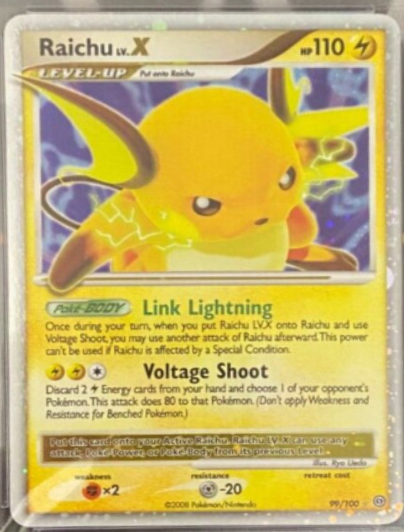 Raichu LV.X HP110
LEVEL-UP Put onto Raichu
Poké-BODY Link Lightning
Once during your turn, when you put Raichu LV.X onto Raichu and use
Voltage Shoot, you may use another attack of Raichu afterward. This power
can't be used if Raichu is affected by a Special Condition.
Voltage Shoot
Discard 2 Energy cards from your hand and choose 1 of your opponent's
Pokémon. This attack does 80 to that Pokémon. (Don't apply Weakness and
Resistance for Benched Pokémon.)
Put this card onto your Active Raichu. Raichu LV.X can use any
attack, Poké-Power, or Poké-Body from its previous Level.
Illus. Ryo Ueda
weakness resistance retreat cost
×2 -20
©2008 Pokémon/Nintendo 99/100